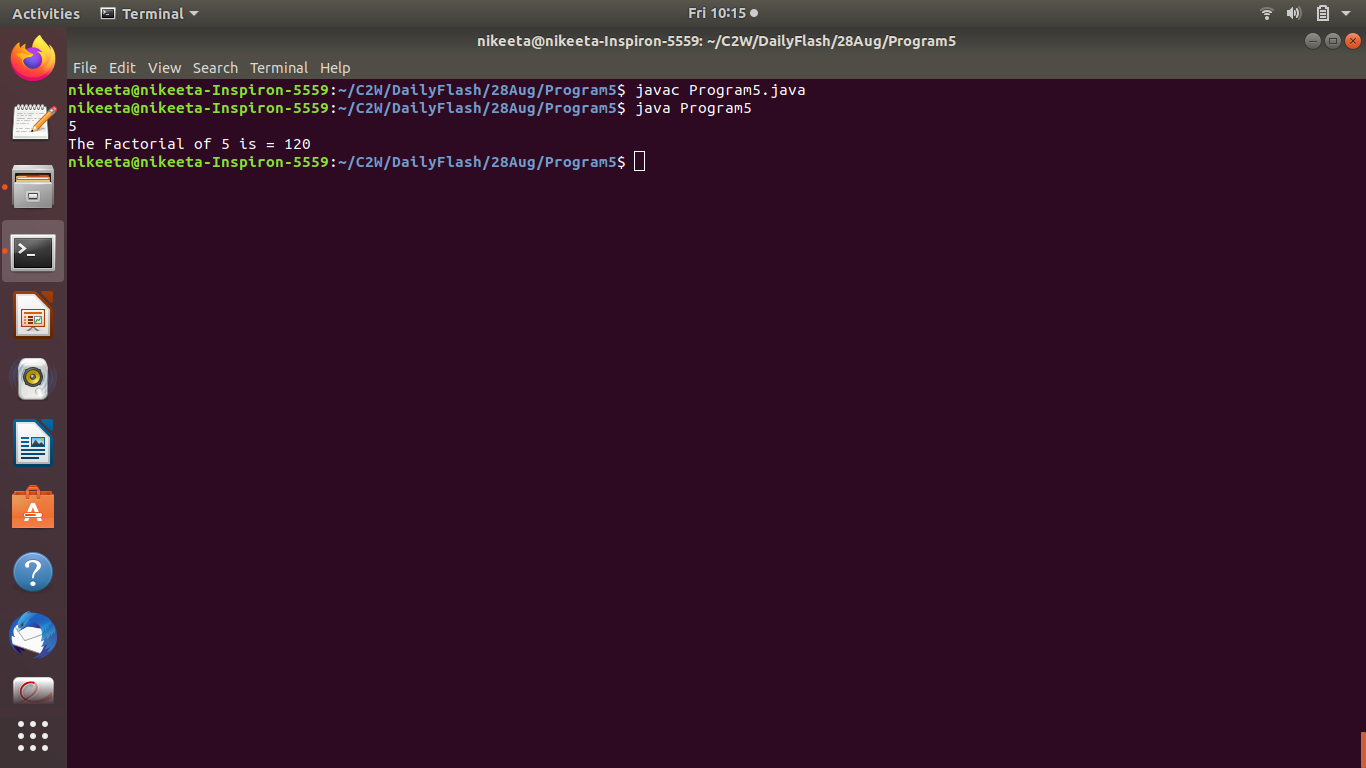 Activities Terminal Fri 10:15
nikeeta@nikeeta-Inspiron-5559: ~/C2W/DailyFlash/28Aug/Program5
File Edit View Search Terminal Help
nikeeta@nikeeta-Inspiron-5559:~/C2W/DailyFlash/28Aug/Program5$ javac Program5.java
nikeeta@nikeeta-Inspiron-5559:~/C2W/DailyFlash/28Aug/Program5$ java Program5
5
The Factorial of 5 is = 120
nikeeta@nikeeta-Inspiron-5559:~/C2W/DailyFlash/28Aug/Program5$